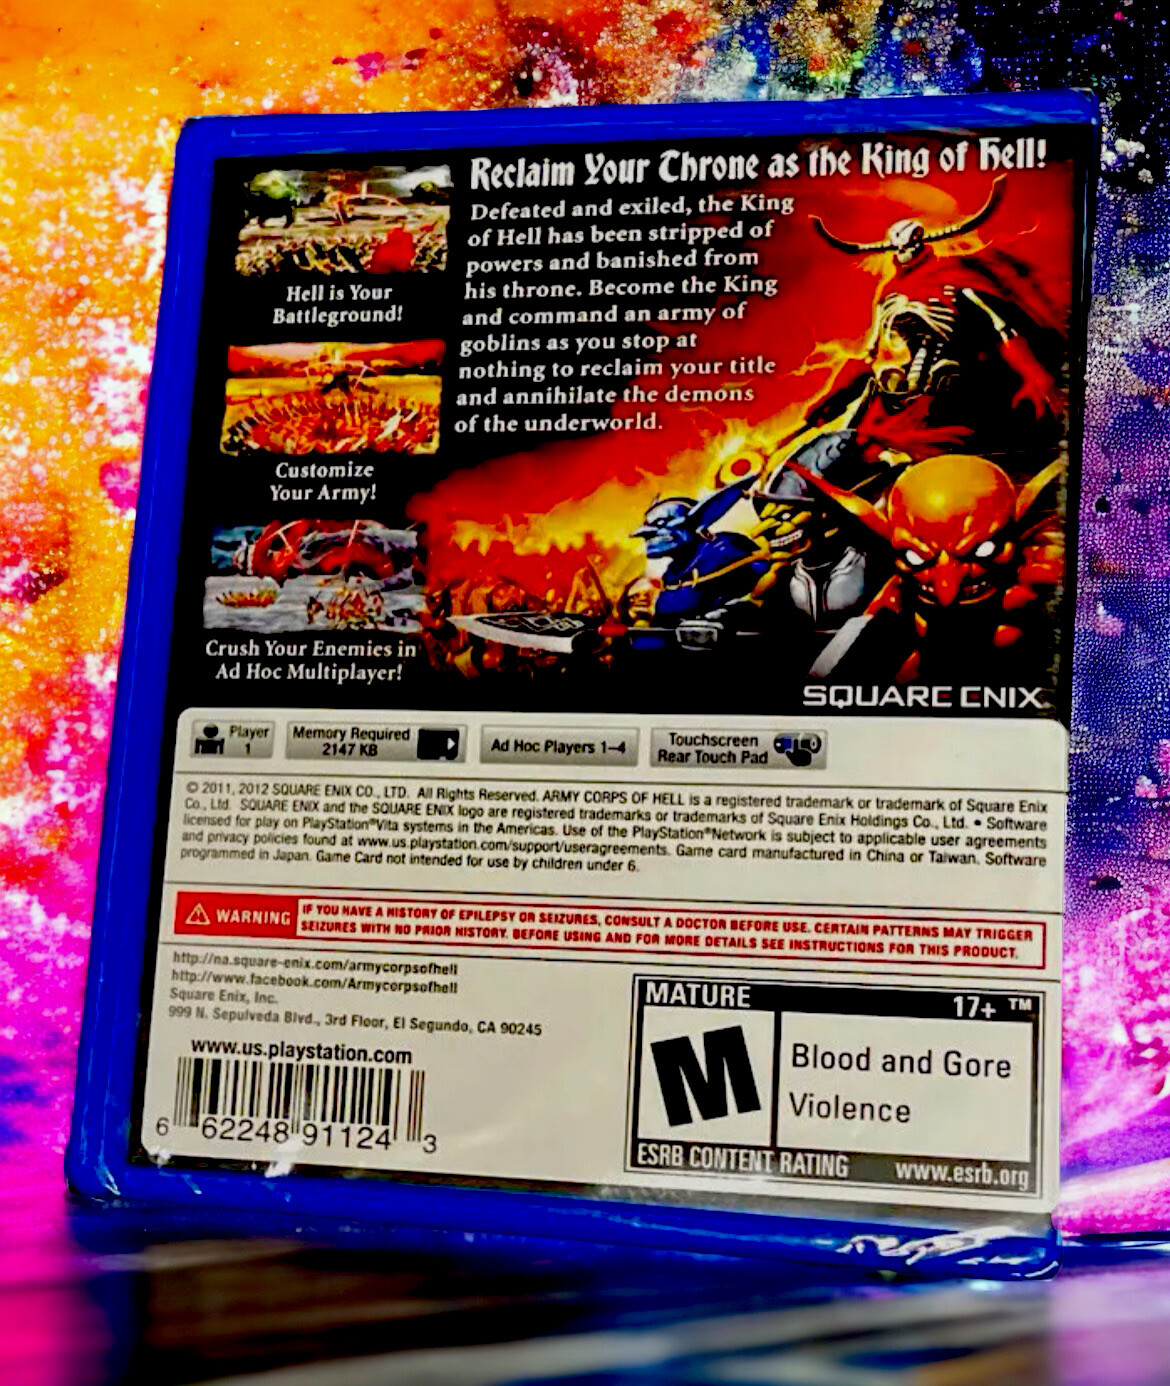 Reclaim Your Throne as the King of Hell!
Defeated and exiled, the King
of Hell has been stripped of
powers and banished from
his throne. Become the King
and command an army of
goblins as you stop at
nothing to reclaim your title
and annihilate the demons
of the underworld.
Hell is Your
Battleground!
Customize
Your Army!
Crush Your Enemies in
Ad Hoc Multiplayer!
SQUARE ENIX
Player
1
Memory Required
2147 KB
Ad Hoc Players 1–4
Touchscreen
Rear Touch Pad
© 2011, 2012 SQUARE ENIX CO., LTD. All Rights Reserved. ARMY CORPS OF HELL is a registered trademark or trademark of Square Enix
Co., Ltd. SQUARE ENIX and the SQUARE ENIX logo are registered trademarks or trademarks of Square Enix Holdings Co., Ltd. • Software
licensed for play on PlayStation®Vita systems in the Americas. Use of the PlayStation®Network is subject to applicable user agreements
and privacy policies found at www.us.playstation.com/support/useragreements. Game card manufactured in China or Taiwan. Software
programmed in Japan. Game Card not intended for use by children under 6.
WARNING
IF YOU HAVE A HISTORY OF EPILEPSY OR SEIZURES, CONSULT A DOCTOR BEFORE USE. CERTAIN PATTERNS MAY TRIGGER
SEIZURES WITH NO PRIOR HISTORY. BEFORE USING AND FOR MORE DETAILS SEE INSTRUCTIONS FOR THIS PRODUCT.
http://na.square-enix.com/armycorpsofhell
http://www.facebook.com/Armycorpsofhell
Square Enix, Inc.
999 N. Sepulveda Blvd., 3rd Floor, El Segundo, CA 90245
www.us.playstation.com
6 62248 91124 3
MATURE 17+ ™
M
Blood and Gore
Violence
ESRB CONTENT RATING www.esrb.org